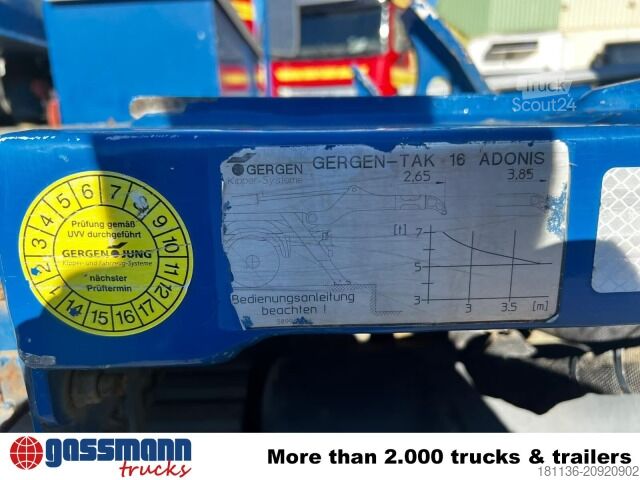 Truck
Scout24
GERGEN
Kipper-Systeme
GERGEN-TAK 16 ADONIS
2,65 3,85
[t] 7
5
3
3 3.5 [m]
Bedienungsanleitung
beachten !
1 2 3 4 5 6 7 8 9 10 11 12
Prüfung gemäß
UVV durchgeführt
GERGEN JUNG
Kipper- und Fahrzeug-Systeme
nächster
Prüftermin
14 15 16 17
gassmann
trucks
More than 2.000 trucks & trailers
181136-20920902